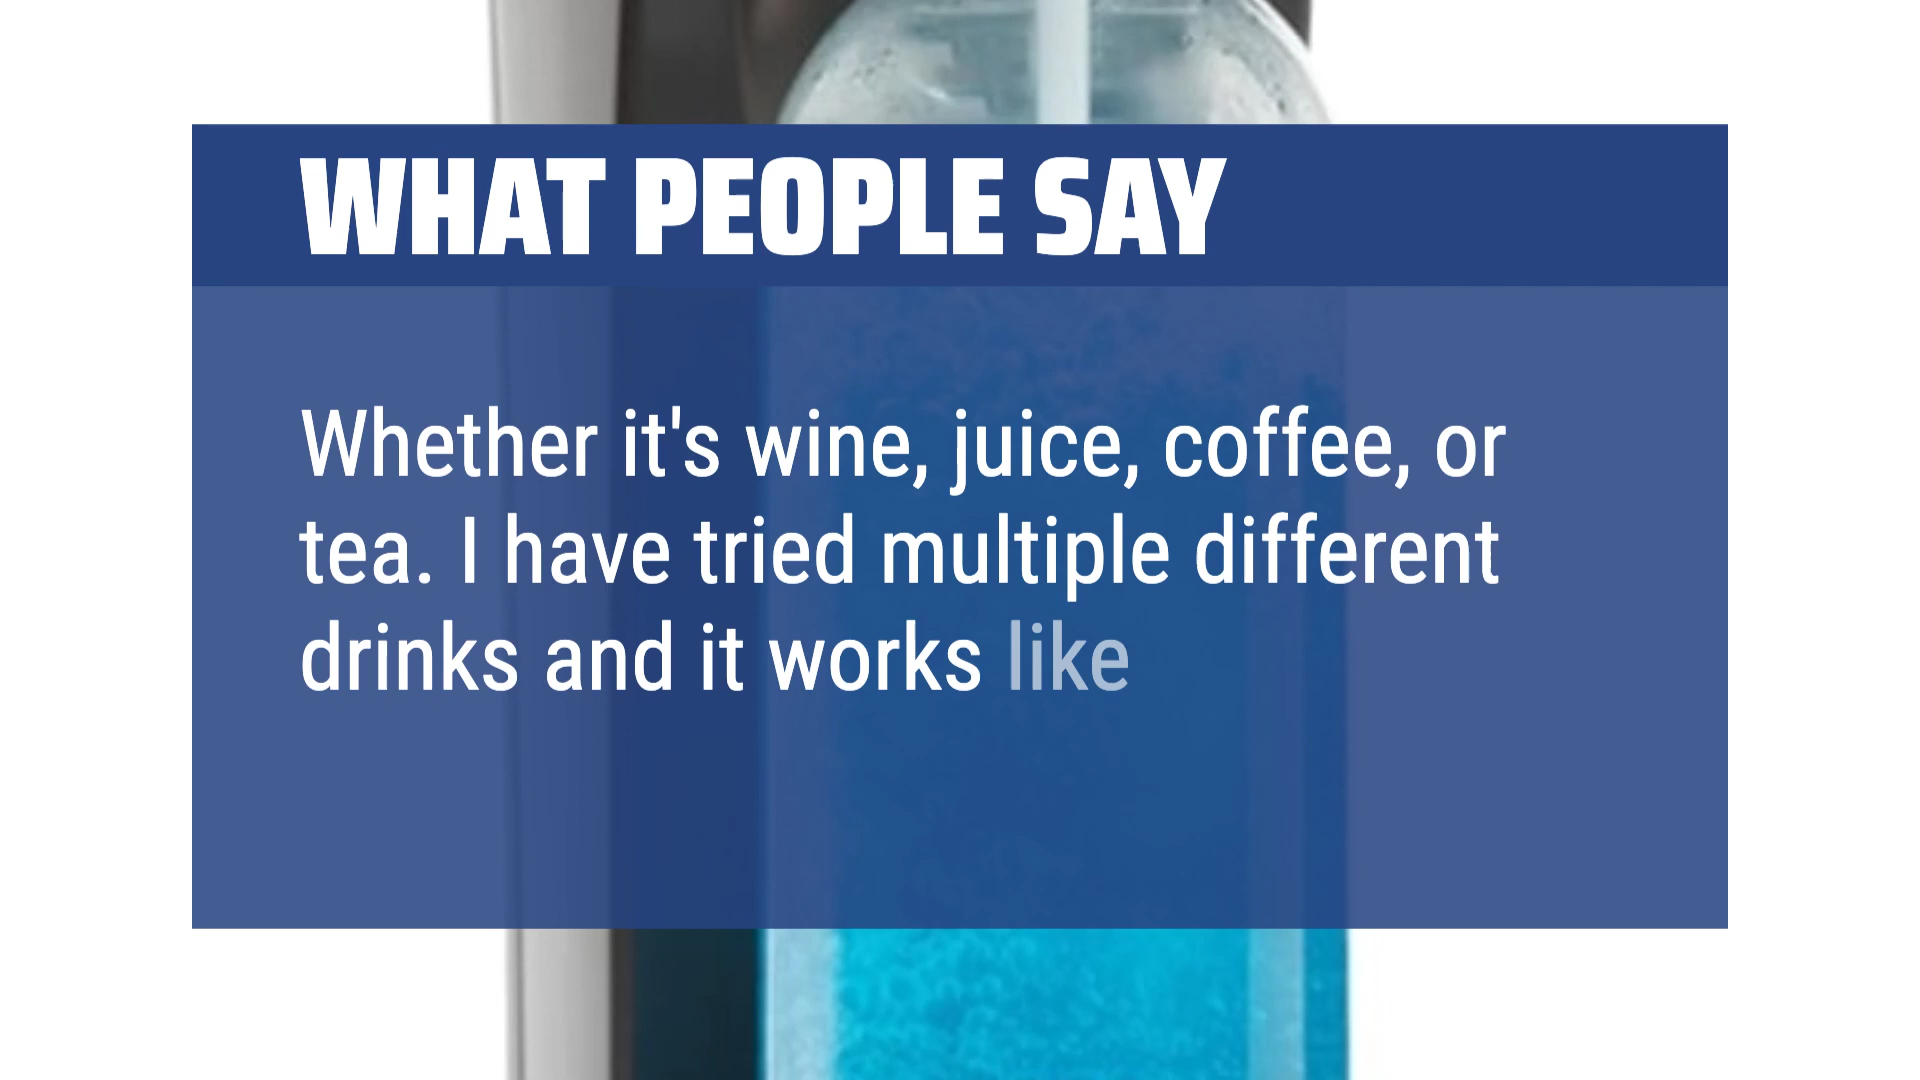 WHAT PEOPLE SAY
Whether it's wine, juice, coffee, or
tea. I have tried multiple different
drinks and it works like